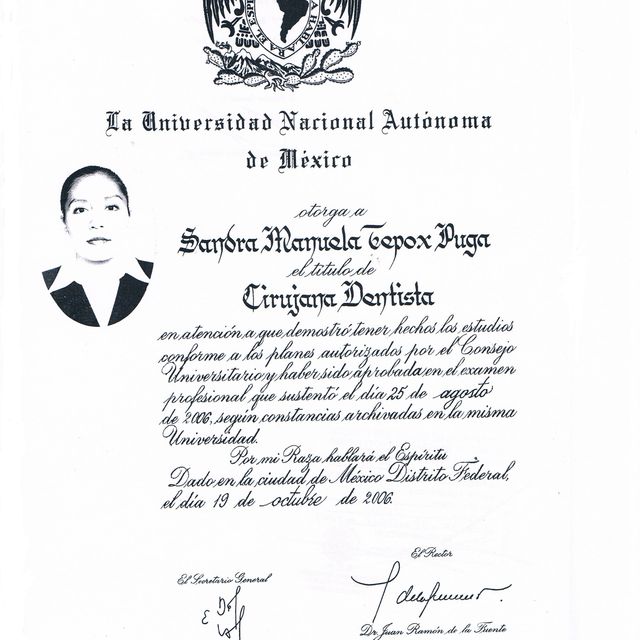 HABLARA EL ESP
La Universidad Nacional Autónoma
de México
otorga a
Sandra Manuela Tepox Puga
el título de
Cirujana Dentista
en atención a que demostró tener hechos los estudios
conforme a los planes autorizados por el Consejo
Universitario y haber sido aprobada en el examen
profesional que sustentó el día 25 de agosto
de 2006, según constancias archivadas en la misma
Universidad.
Por mi Raza hablará el Espíritu
Dado en la ciudad de México Distrito Federal,
el día 19 de octubre de 2006.
El Rector
El Secretario General
Dr. Juan Ramón de la Fuente